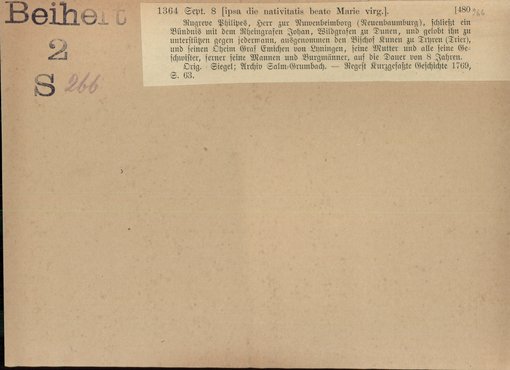 Beiheft
2
S 266
1364 Sept. 8 [ipsa die nativitatis beate Marie virg.]. [480
Rugreve Philipes, Herr zur Nuwenbeimborg (Neuenbaumburg), schließt ein
Bündniß mit dem Rheingrafen Johan, Wildgrafen zu Dunen, und gelobt ihn zu
unterstützen gegen jedermann, ausgenommen den Bischof Kunen zu Tryren (Trier),
und seinen Oheim Graf Emichen von Lyningen, seine Mutter und alle seine Ge-
schwister, ferner seine Mannen und Burgmänner, auf die Dauer von 8 Jahren.
Orig. Siegel; Archiv Salm-Grumbach. — Regest Kurzgefaßte Geschichte 1769,
S. 63.